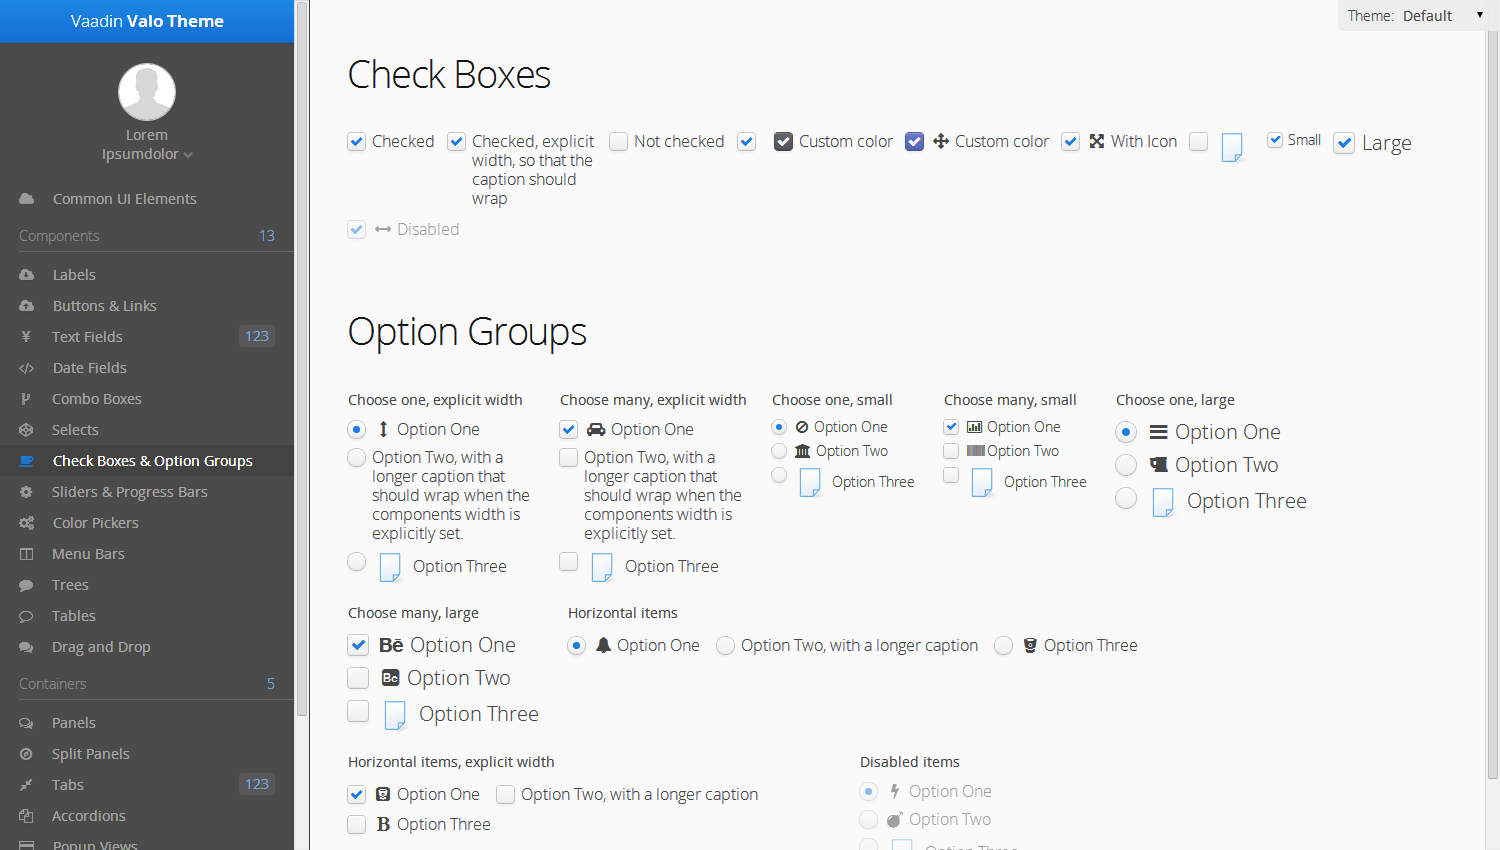 Vaadin Valo Theme
Lorem
Ipsumdolor
Common UI Elements
Components 13
Labels
Buttons & Links
Text Fields 123
Date Fields
Combo Boxes
Selects
Check Boxes & Option Groups
Sliders & Progress Bars
Color Pickers
Menu Bars
Trees
Tables
Drag and Drop
Containers 5
Panels
Split Panels
Tabs 123
Accordions
Popup Views
Theme: Default
Check Boxes
Checked
Checked, explicit
width, so that the
caption should
wrap
Not checked
Custom color
Custom color
With Icon
Small
Large
Disabled
Option Groups
Choose one, explicit width
Option One
Option Two, with a
longer caption that
should wrap when the
components width is
explicitly set.
Option Three
Choose many, explicit width
Option One
Option Two, with a
longer caption that
should wrap when the
components width is
explicitly set.
Option Three
Choose one, small
Option One
Option Two
Option Three
Choose many, small
Option One
Option Two
Option Three
Choose one, large
Option One
Option Two
Option Three
Choose many, large
Option One
Option Two
Option Three
Horizontal items
Option One
Option Two, with a longer caption
Option Three
Horizontal items, explicit width
Option One
Option Two, with a longer caption
Option Three
Disabled items
Option One
Option Two
Option Three